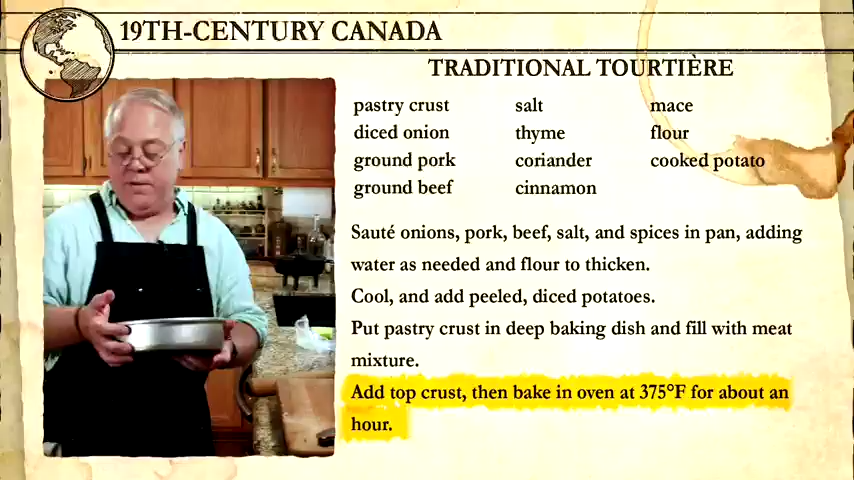 19TH-CENTURY CANADA
TRADITIONAL TOURTIÈRE
pastry crust salt mace
diced onion thyme flour
ground pork coriander cooked potato
ground beef cinnamon
Sauté onions, pork, beef, salt, and spices in pan, adding
water as needed and flour to thicken.
Cool, and add peeled, diced potatoes.
Put pastry crust in deep baking dish and fill with meat
mixture.
Add top crust, then bake in oven at 375°F for about an
hour.